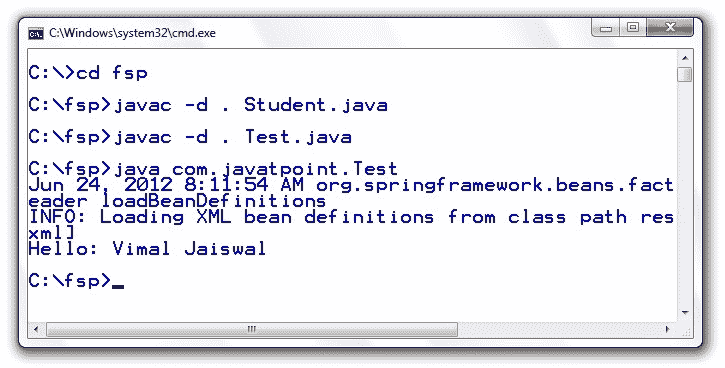 C:\Windows\system32\cmd.exe
C:\>cd fsp
C:\fsp>javac -d . Student.java
C:\fsp>javac -d . Test.java
C:\fsp>java com.javatpoint.Test
Jun 24, 2012 8:11:54 AM org.springframework.beans.fact
eader loadBeanDefinitions
INFO: Loading XML bean definitions from class path res
xml]
Hello: Vimal Jaiswal
C:\fsp>_